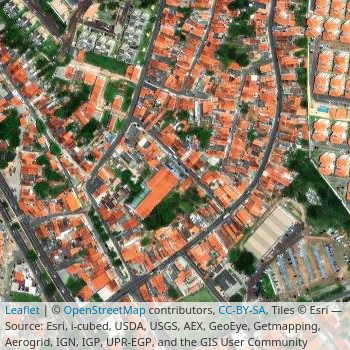 Leaflet | © OpenStreetMap contributors, CC-BY-SA, Tiles © Esri —
Source: Esri, i-cubed, USDA, USGS, AEX, GeoEye, Getmapping,
Aerogrid, IGN, IGP, UPR-EGP, and the GIS User Community